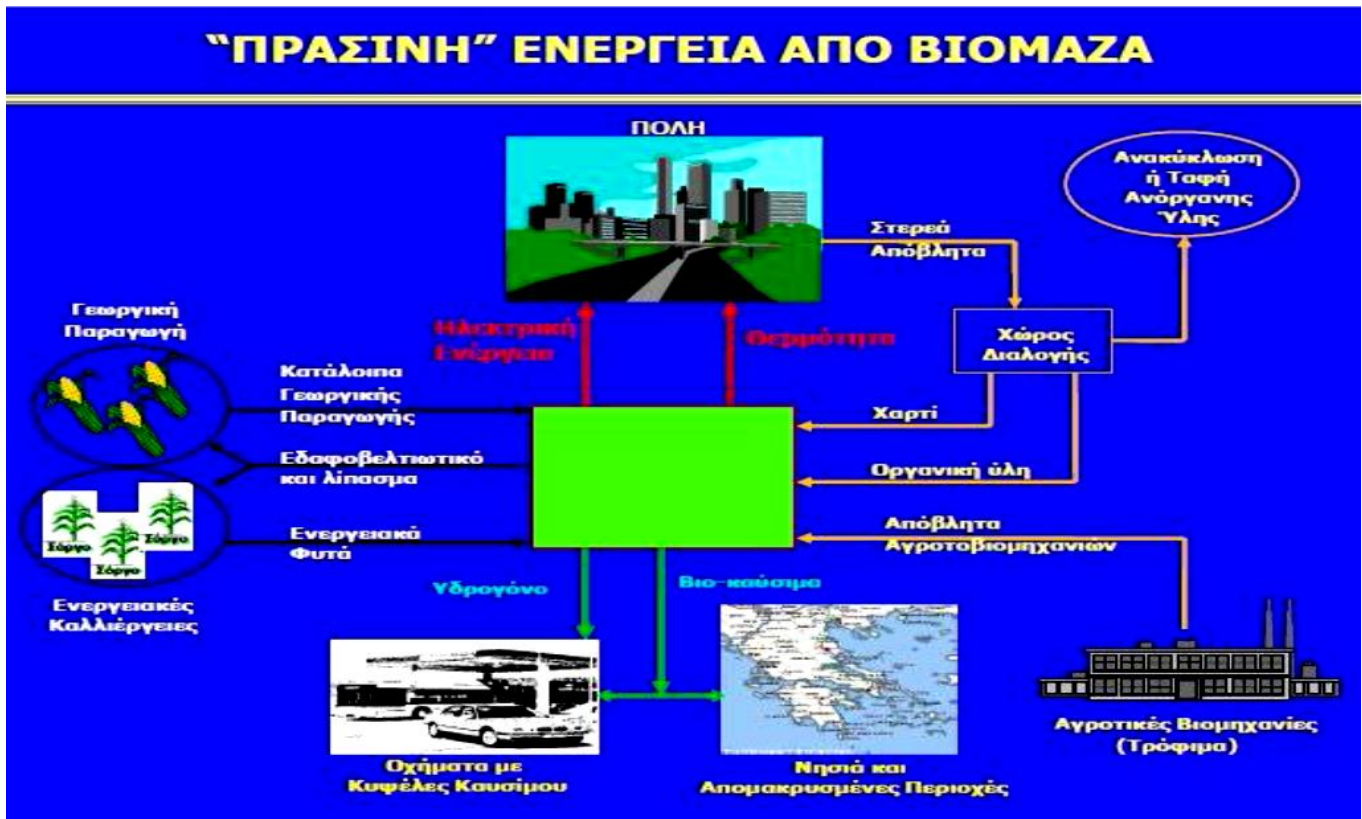 “ΠΡΑΣΙΝΗ” ΕΝΕΡΓΕΙΑ ΑΠΟ ΒΙΟΜΑΖΑ
ΠΟΛΗ
Ανακύκλωση
ή Ταφή
Ανόργανης
Ύλης
Στερεά
Απόβλητα
Γεωργική
Παραγωγή
Ηλεκτρική
Ενέργεια
Θερμότητα
Χώρος
Διαλογής
Κατάλοιπα
Γεωργικής
Παραγωγής
Χαρτί
Εδαφοβελτιωτικό
και λίπασμα
Οργανική ύλη
Σόργο
Σόργο
Σόργο
Ενεργειακά
Φυτά
Απόβλητα
Αγροτοβιομηχανιών
Υδρογόνο
Βιο-καύσιμα
Ενεργειακές
Καλλιέργειες
Αγροτικές Βιομηχανίες
(Τρόφιμα)
Οχήματα με
Κυψέλες Καυσίμου
Νησιά και
Απομακρυσμένες Περιοχές